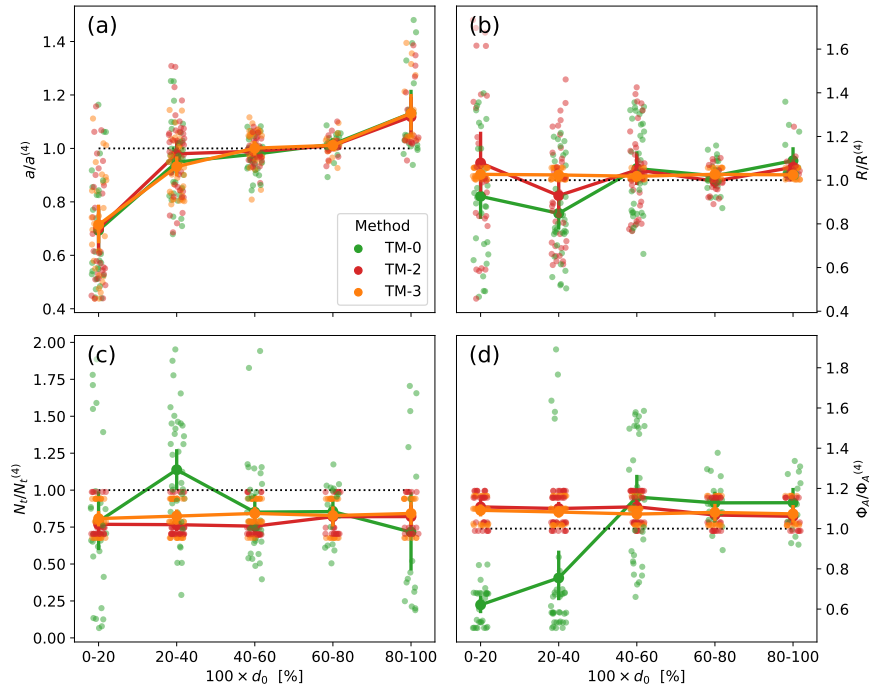 (a)
1.4
1.2
1.0
0.8
0.6
0.4
a/a⁽⁴⁾
Method
TM-0
TM-2
TM-3
(b)
1.6
1.4
1.2
1.0
0.8
0.6
0.4
R/R⁽⁴⁾
(c)
2.00
1.75
1.50
1.25
1.00
0.75
0.50
0.25
0.00
Nₜ/Nₜ⁽⁴⁾
0-20 20-40 40-60 60-80 80-100
100 × d₀ [%]
(d)
1.8
1.6
1.4
1.2
1.0
0.8
0.6
Φ_A/Φ_A⁽⁴⁾
0-20 20-40 40-60 60-80 80-100
100 × d₀ [%]